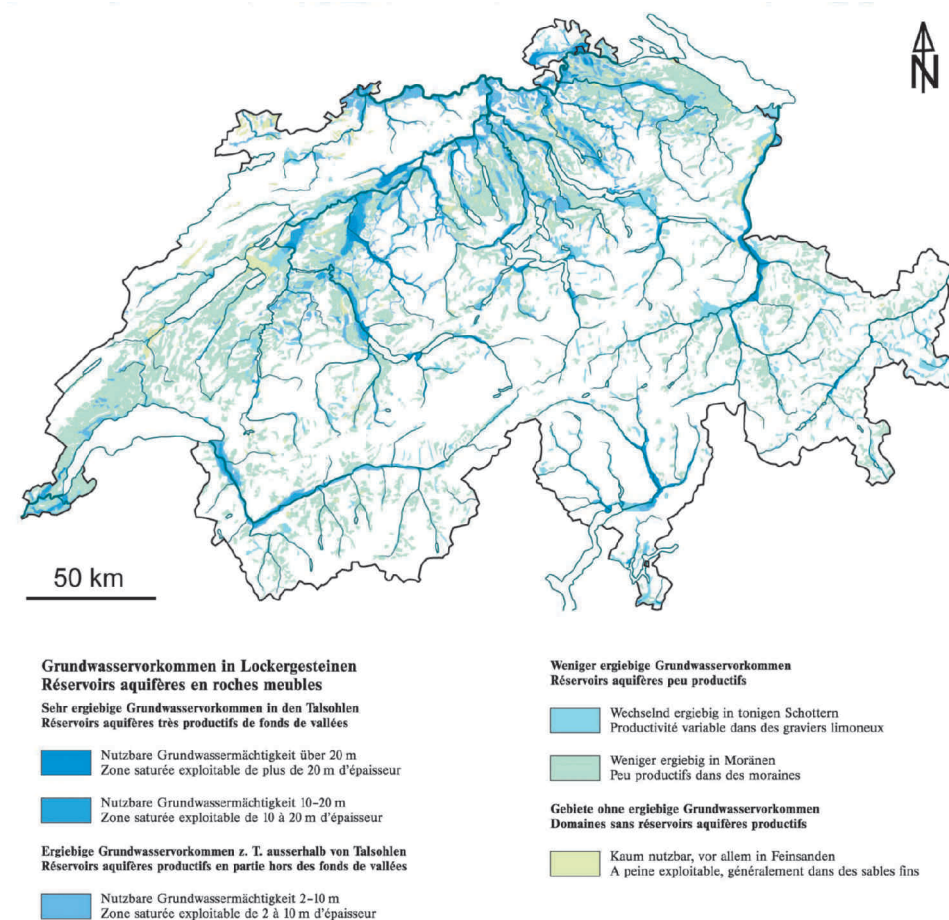 N
50 km
Grundwasservorkommen in Lockergesteinen
Réservoirs aquifères en roches meubles
Sehr ergiebige Grundwasservorkommen in den Talsohlen
Réservoirs aquifères très productifs de fonds de vallées
Nutzbare Grundwassermächtigkeit über 20 m
Zone saturée exploitable de plus de 20 m d'épaisseur
Nutzbare Grundwassermächtigkeit 10–20 m
Zone saturée exploitable de 10 à 20 m d'épaisseur
Ergiebige Grundwasservorkommen z. T. ausserhalb von Talsohlen
Réservoirs aquifères productifs en partie hors des fonds de vallées
Nutzbare Grundwassermächtigkeit 2–10 m
Zone saturée exploitable de 2 à 10 m d'épaisseur
Weniger ergiebige Grundwasservorkommen
Réservoirs aquifères peu productifs
Wechselnd ergiebig in tonigen Schottern
Productivité variable dans des graviers limoneux
Weniger ergiebig in Moränen
Peu productifs dans des moraines
Gebiete ohne ergiebige Grundwasservorkommen
Domaines sans réservoirs aquifères productifs
Kaum nutzbar, vor allem in Feinsanden
A peine exploitable, généralement dans des sables fins